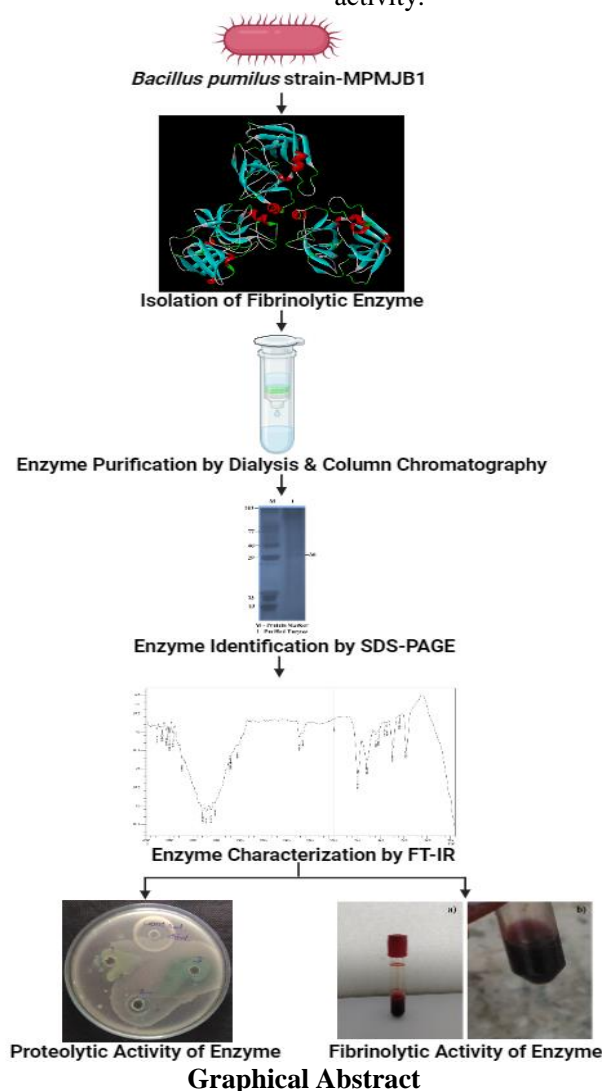 activity.
Bacillus pumilus strain-MPMJB1
Isolation of Fibrinolytic Enzyme
Enzyme Purification by Dialysis & Column Chromatography
M 1
M - Protein Marker
1 - Purified Enzyme
Enzyme Identification by SDS-PAGE
Enzyme Characterization by FT-IR
a)
b)
Proteolytic Activity of Enzyme
Fibrinolytic Activity of Enzyme
Graphical Abstract